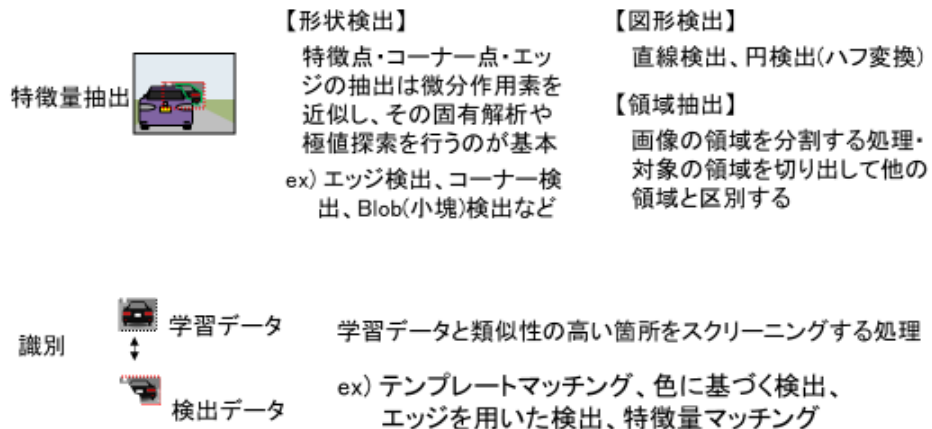 特徴量抽出
【形状検出】
特徴点・コーナー点・エッ
ジの抽出は微分作用素を
近似し、その固有解析や
極値探索を行うのが基本
ex) エッジ検出、コーナー検
出、Blob(小塊)検出など
【図形検出】
直線検出、円検出(ハフ変換)
【領域抽出】
画像の領域を分割する処理・
対象の領域を切り出して他の
領域と区別する
識別
学習データ
検出データ
学習データと類似性の高い箇所をスクリーニングする処理
ex) テンプレートマッチング、色に基づく検出、
エッジを用いた検出、特徴量マッチング